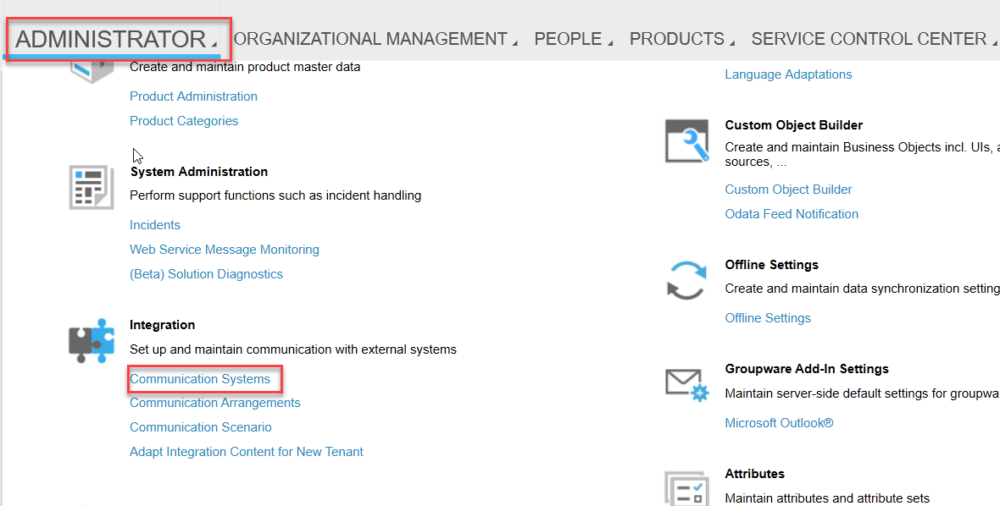 ADMINISTRATOR ORGANIZATIONAL MANAGEMENT PEOPLE PRODUCTS SERVICE CONTROL CENTER
Create and maintain product master data
Product Administration
Product Categories
System Administration
Perform support functions such as incident handling
Incidents
Web Service Message Monitoring
(Beta) Solution Diagnostics
Integration
Set up and maintain communication with external systems
Communication Systems
Communication Arrangements
Communication Scenario
Adapt Integration Content for New Tenant
Language Adaptations
Custom Object Builder
Create and maintain Business Objects incl. UIs, a
sources, ...
Custom Object Builder
Odata Feed Notification
Offline Settings
Create and maintain data synchronization setting
Offline Settings
Groupware Add-In Settings
Maintain server-side default settings for groupwa
Microsoft Outlook®
Attributes
Maintain attributes and attribute sets